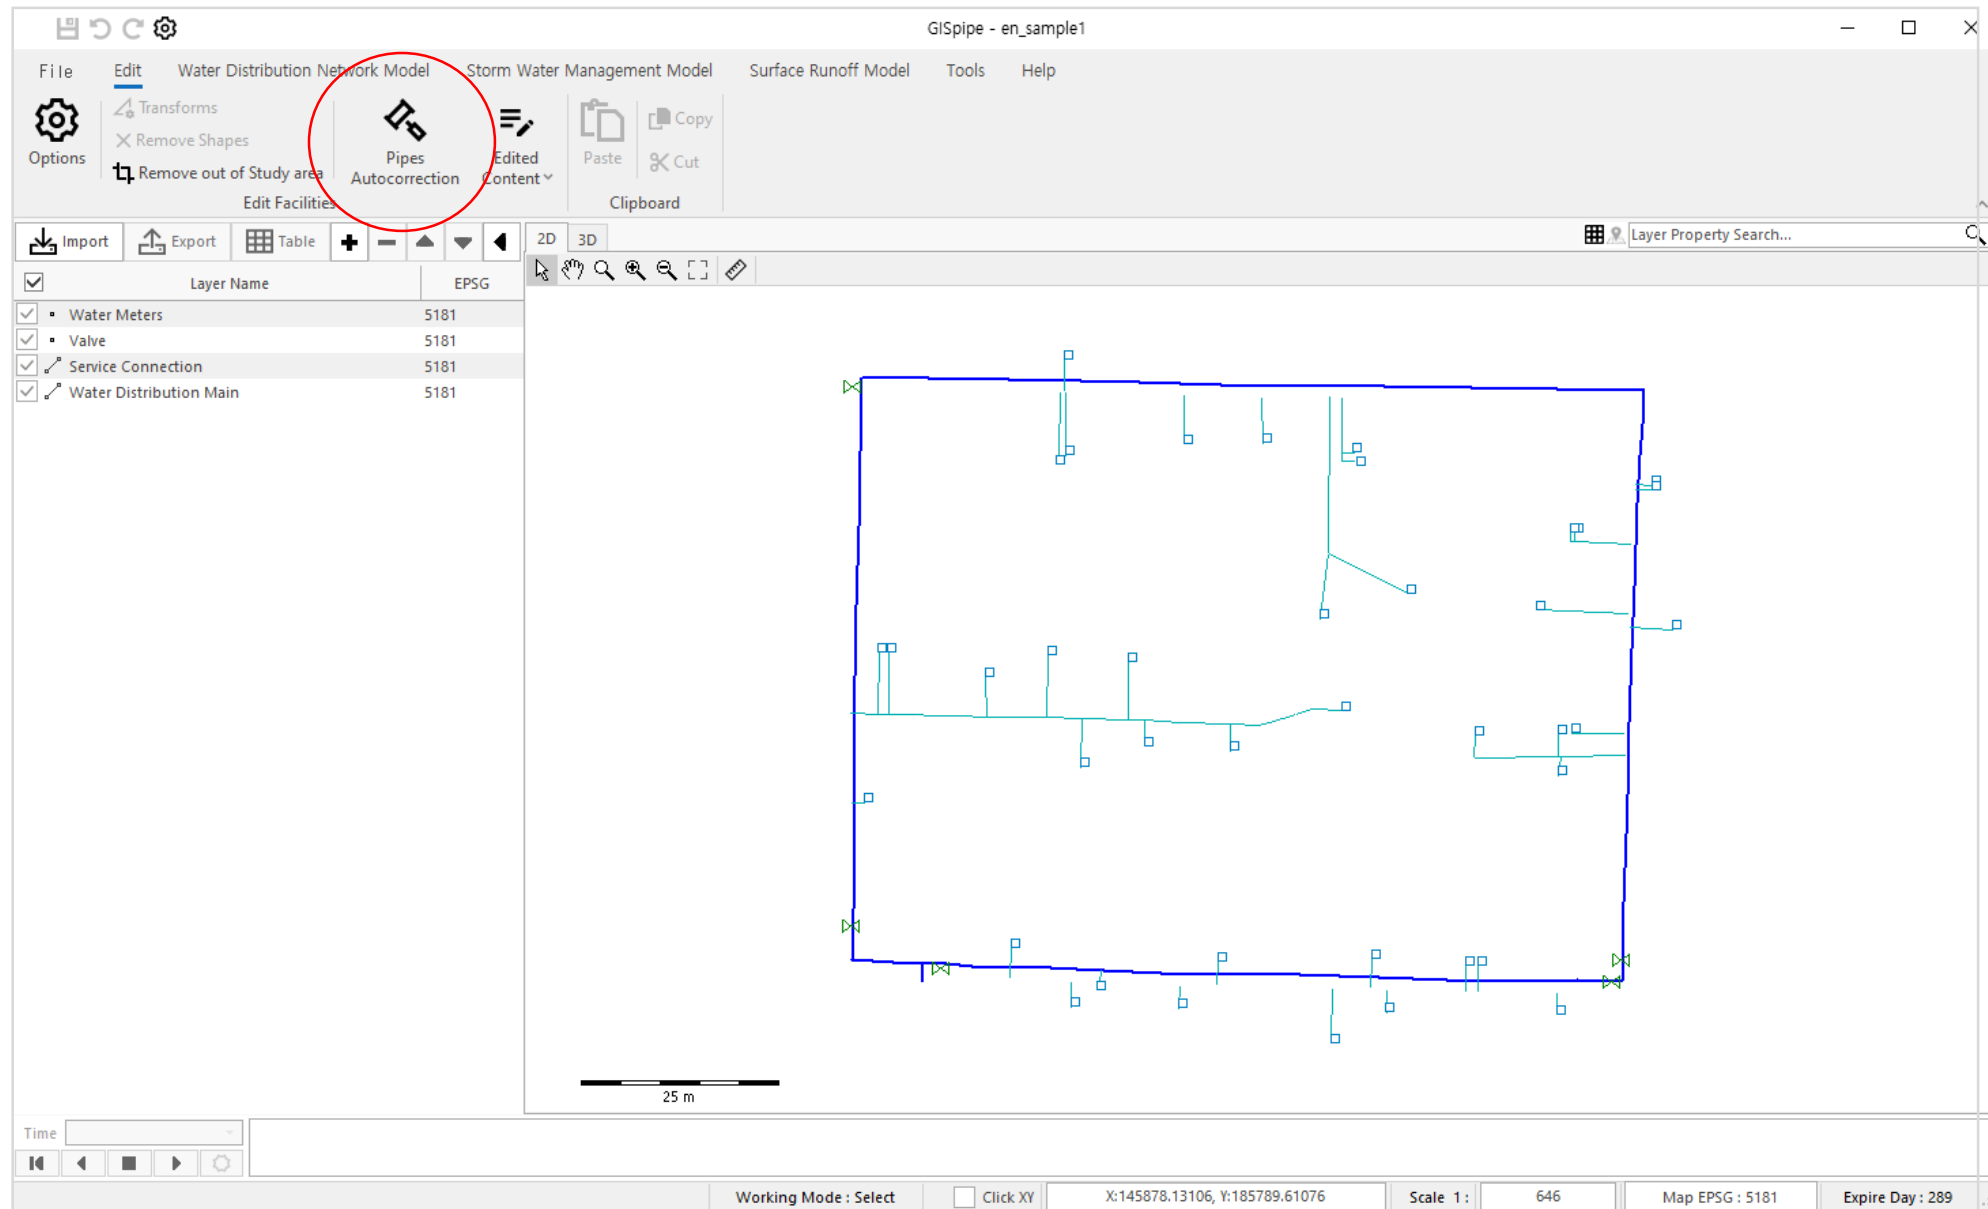 GISpipe - en_sample1
File Edit Water Distribution Network Model Storm Water Management Model Surface Runoff Model Tools Help
Options
Transforms
Remove Shapes
Remove out of Study area
Pipes
Autocorrection
Edited
Content
Paste
Copy
Cut
Edit Facilities
Clipboard
Import Export Table
2D 3D
Layer Property Search...
Layer Name EPSG
Water Meters 5181
Valve 5181
Service Connection 5181
Water Distribution Main 5181
25 m
Time
Working Mode : Select Click XY X:145878.13106, Y:185789.61076 Scale 1 : 646 Map EPSG : 5181 Expire Day : 289